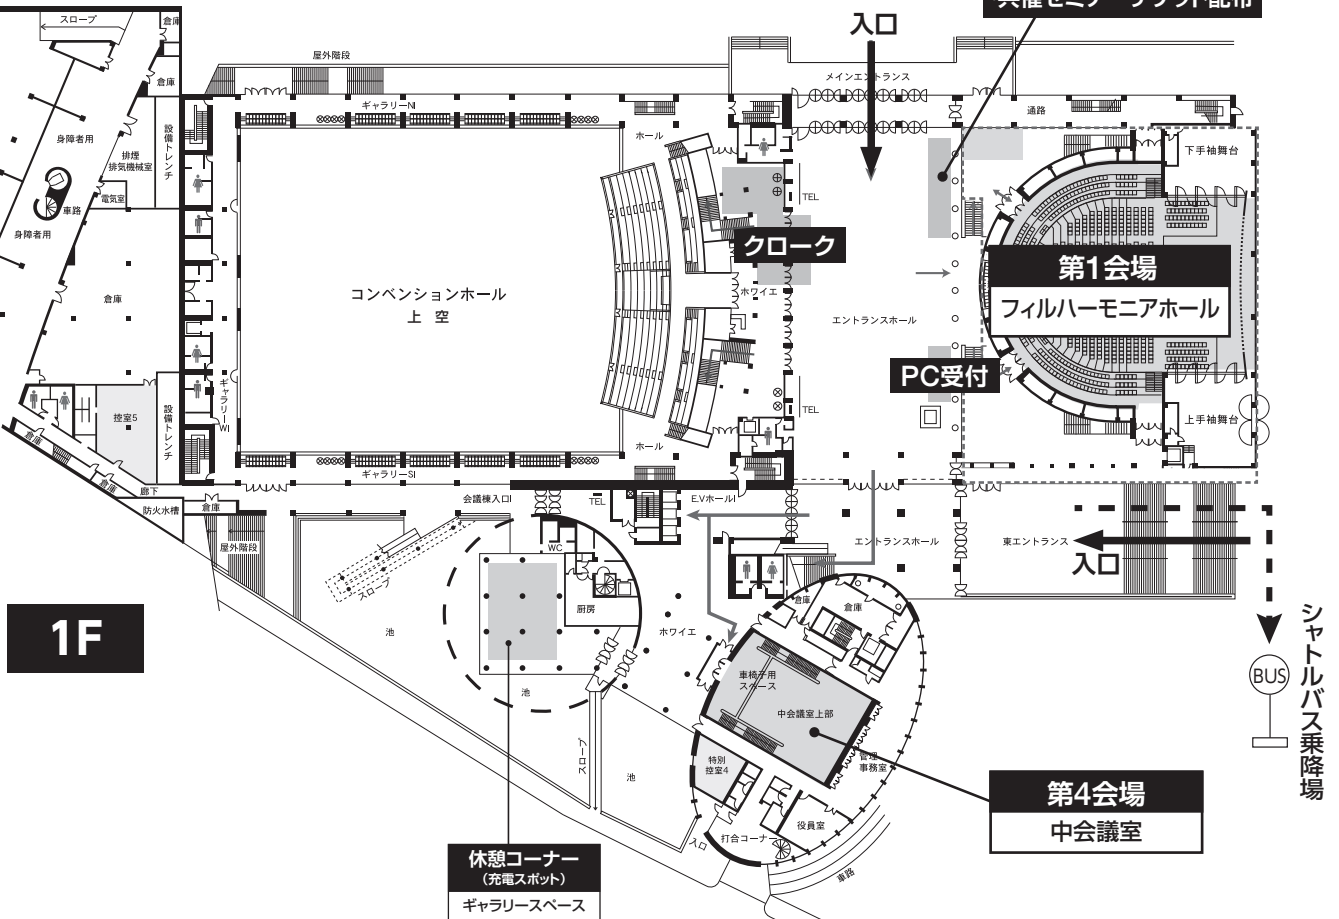 共催セミナーランド配布
スロープ
倉庫
入口
屋外階段
メインエントランス
倉庫
ギャラリーNI
通路
身障者用
設備トレンチ
ホール
下手袖舞台
排煙
排気機械室
電気室
TEL
車路
身障者用
クローク
第1会場
フィルハーモニアホール
コンベンションホール
上空
ホワイエ
倉庫
エントランスホール
PC受付
ギャラリーWI
控室5
設備トレンチ
TEL
上手袖舞台
ホール
倉庫
倉庫
廊下
ギャラリーSI
会議棟入口
TEL
E.Vホール
防火水槽
倉庫
屋外階段
WC
エントランスホール
東エントランス
入口
スロープ
厨房
倉庫
倉庫
1F
池
ホワイエ
シャトルバス乗降場
BUS
車椅子用
スペース
池
中会議室上部
スロープ
池
特別
控室4
管理
事務室
第4会場
中会議室
役員室
打合コーナー
入口
車路
休憩コーナー
(充電スポット)
ギャラリースペース